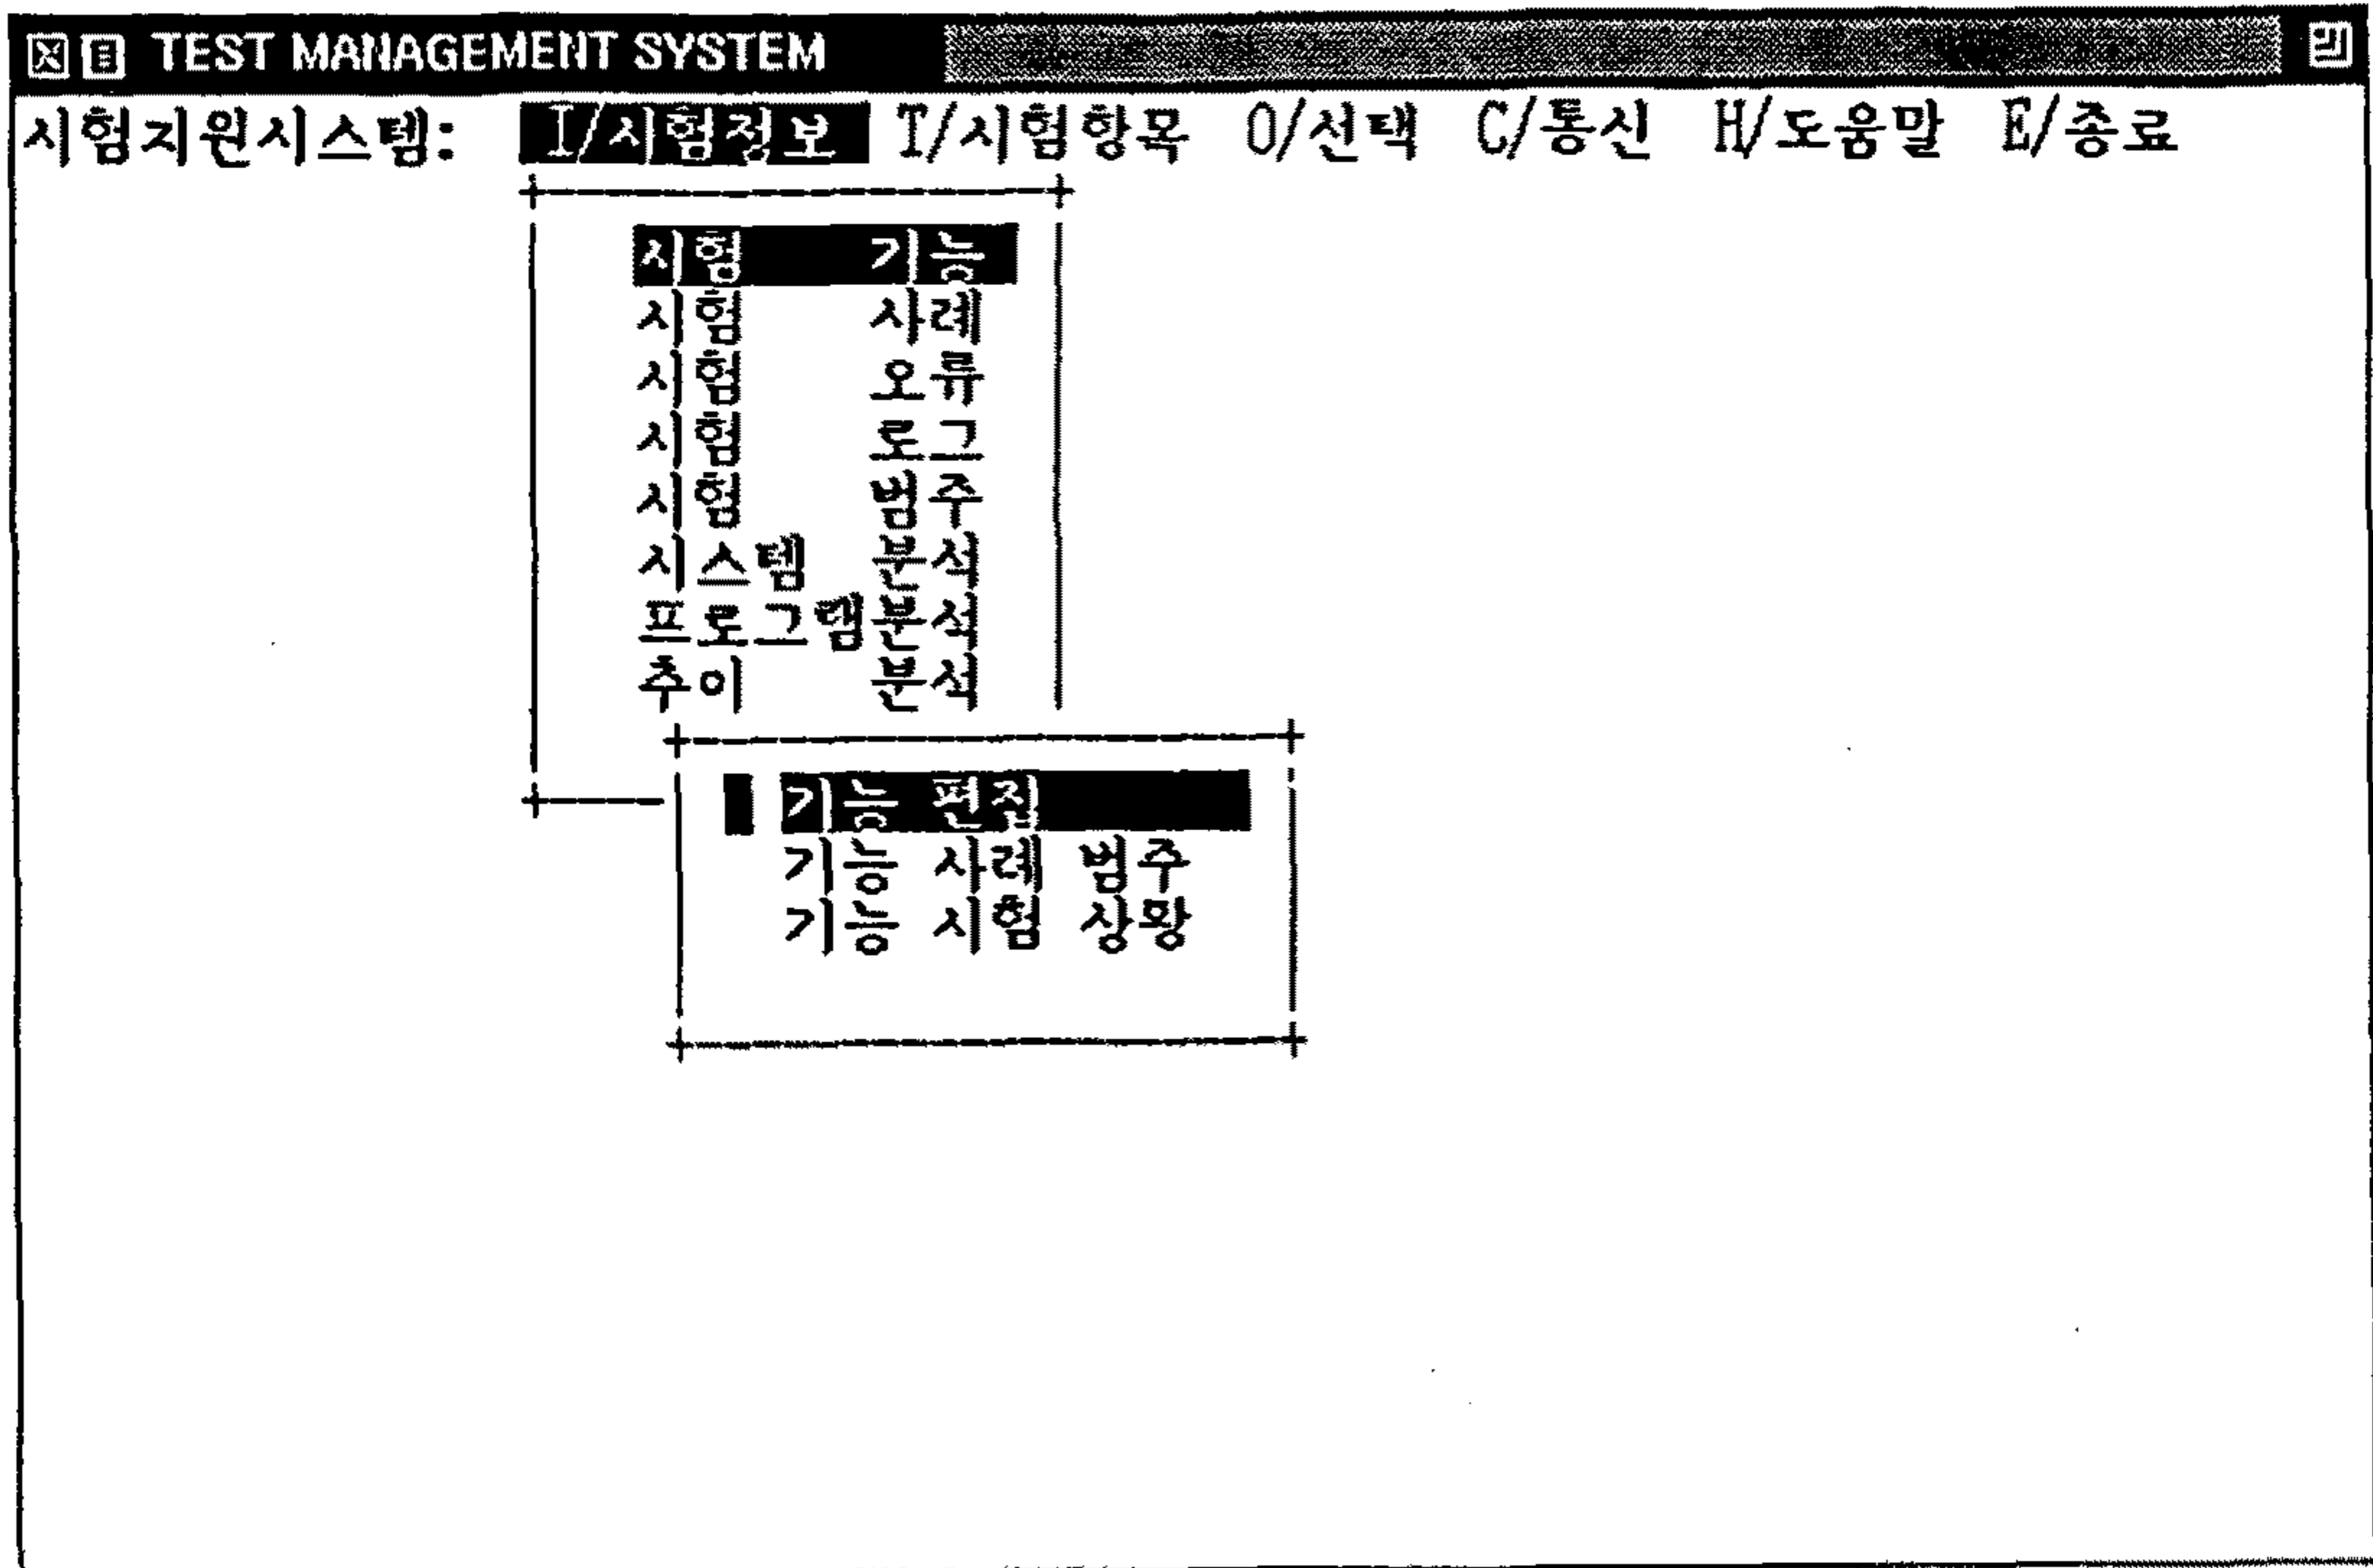 TEST MANAGEMENT SYSTEM
시험지원시스템: I/시험정보 T/시험항목 O/선택 C/통신 H/도움말 E/종료
시험 기능
시험 사례
시험 오류
시험 로그
시험 범주
시스템 분석
프로그램분석
추이 분석
기능 편집
기능 사례 범주
기능 시험 상황